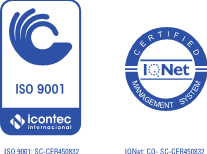 ISO 9001
icontec
internacional
CERTIFIED
IQNet
MANAGEMENT SYSTEM
ISO 9001: SC-CER450832
IQNet: CO- SC-CER450832